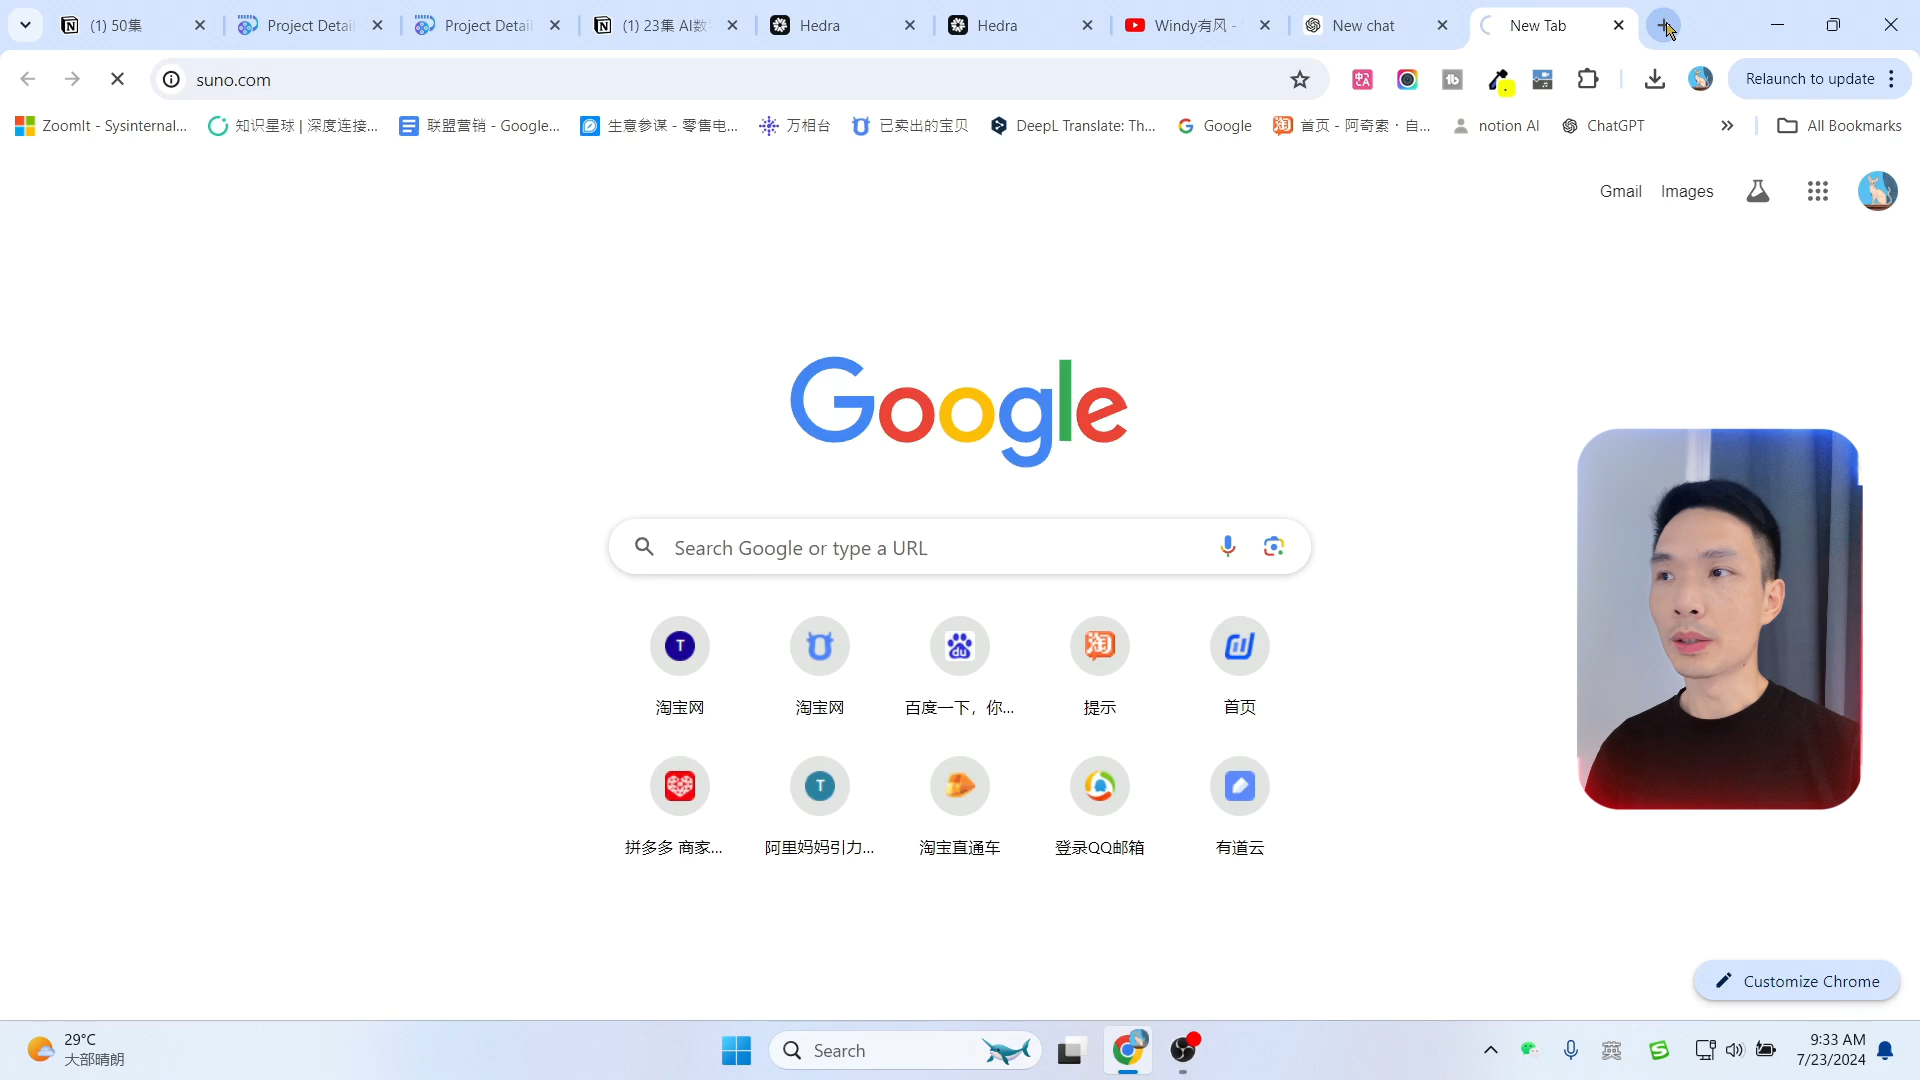 (1) 50集
Project Detail
Project Detail
(1) 23集 AI数
Hedra
Hedra
Windy有风 -
New chat
New Tab
suno.com
Relaunch to update
ZoomIt - Sysinternal...
知识星球 | 深度连接...
联盟营销 - Google...
生意参谋 - 零售电...
万相台
已卖出的宝贝
DeepL Translate: Th...
Google
首页 - 阿奇索・自...
notion AI
ChatGPT
All Bookmarks
Gmail
Images
Google
Search Google or type a URL
淘宝网
淘宝网
百度一下，你...
提示
首页
拼多多 商家...
阿里妈妈引力...
淘宝直通车
登录QQ邮箱
有道云
Customize Chrome
29°C
大部晴朗
Search
英
9:33 AM
7/23/2024